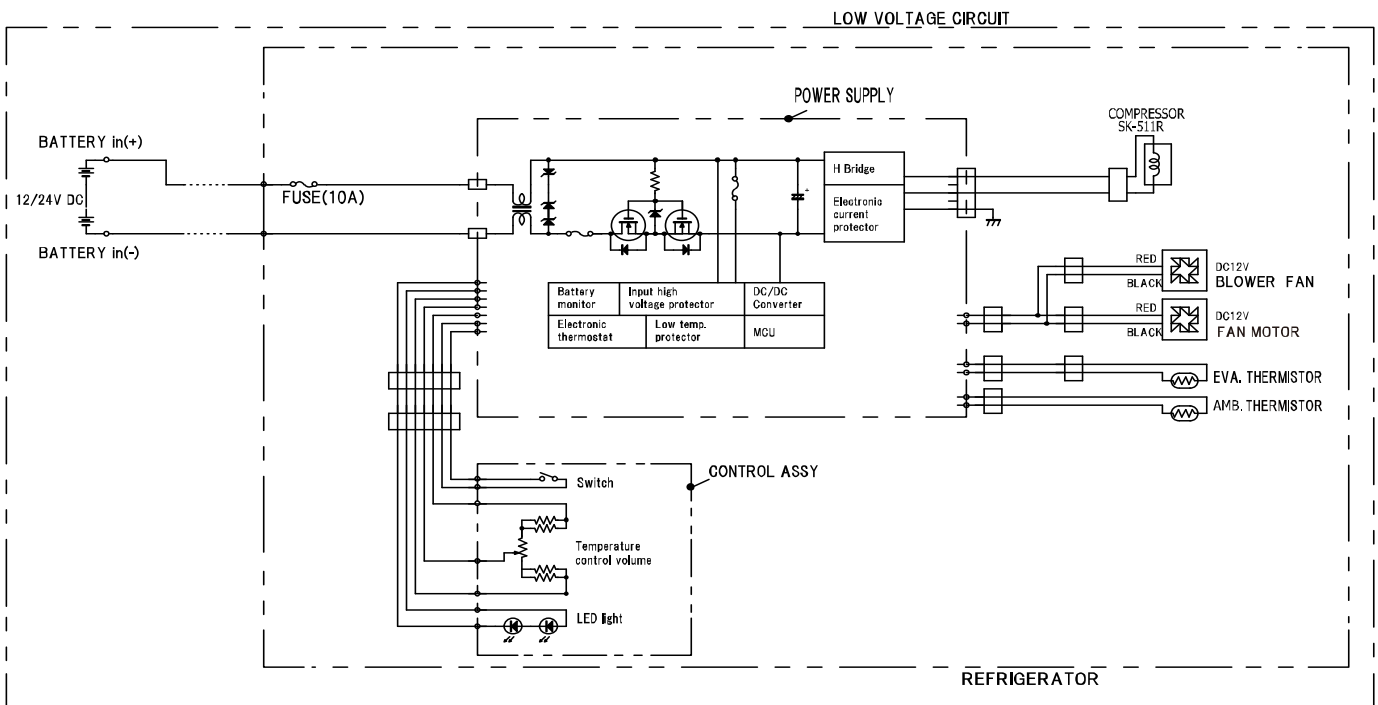 LOW VOLTAGE CIRCUIT
POWER SUPPLY
COMPRESSOR
SK-511R
BATTERY in(+)
12/24V DC
BATTERY in(-)
FUSE(10A)
+
H Bridge
Electronic
current
protector
Battery
monitor
Input high
voltage protector
DC/DC
Converter
Electronic
thermostat
Low temp.
protector
MCU
RED
BLACK
DC12V
BLOWER FAN
RED
BLACK
DC12V
FAN MOTOR
EVA. THERMISTOR
AMB. THERMISTOR
CONTROL ASSY
Switch
Temperature
control volume
LED light
REFRIGERATOR